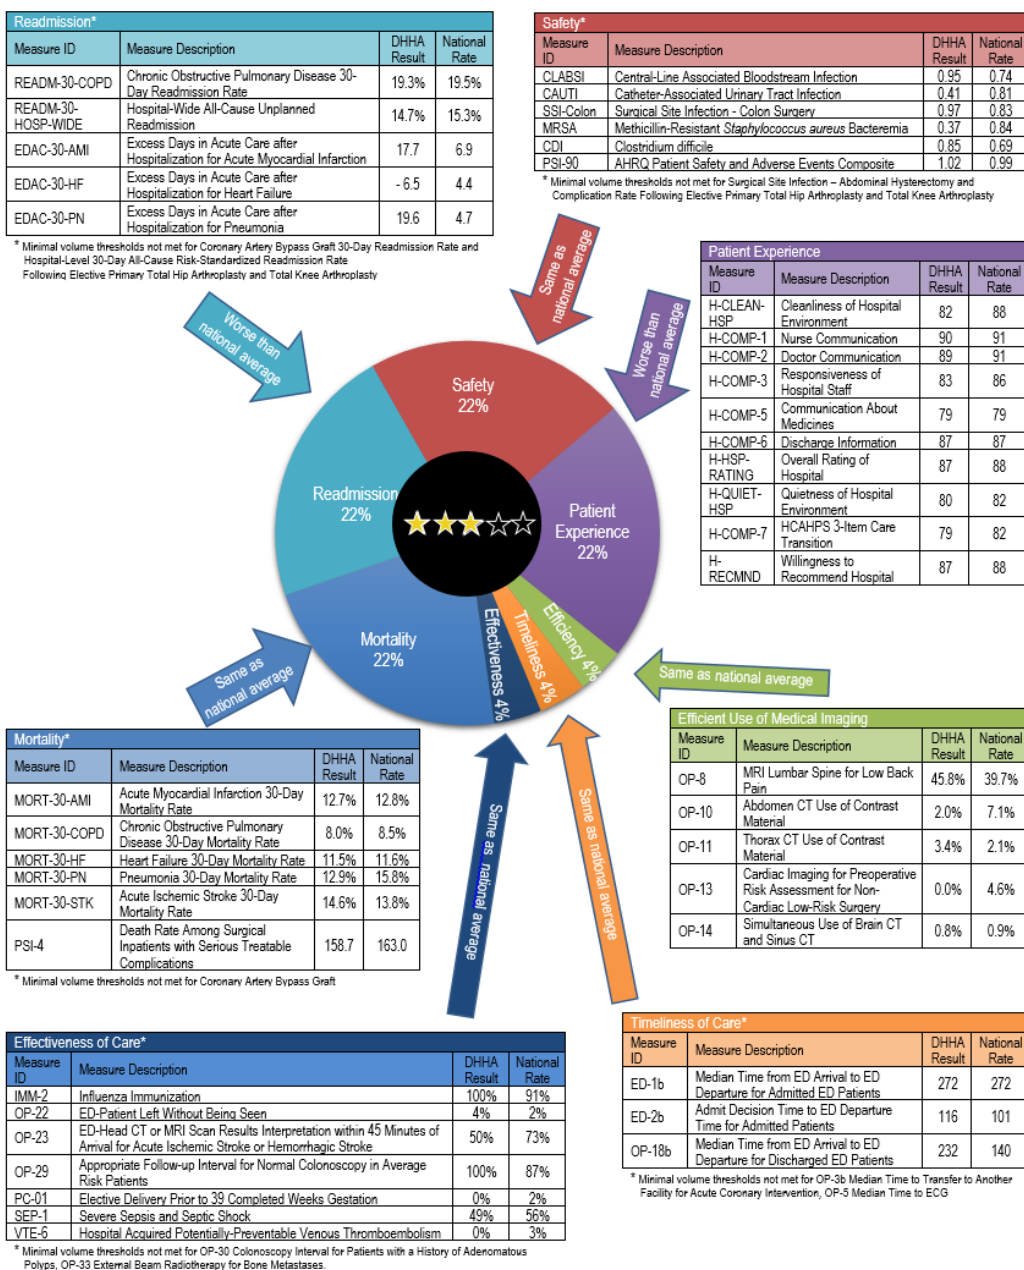 Readmission*
Measure ID Measure Description DHHA Result National Rate
READM-30-COPD Chronic Obstructive Pulmonary Disease 30-Day Readmission Rate 19.3% 19.5%
READM-30-HOSP-WIDE Hospital-Wide All-Cause Unplanned Readmission 14.7% 15.3%
EDAC-30-AMI Excess Days in Acute Care after Hospitalization for Acute Myocardial Infarction 17.7 6.9
EDAC-30-HF Excess Days in Acute Care after Hospitalization for Heart Failure - 6.5 4.4
EDAC-30-PN Excess Days in Acute Care after Hospitalization for Pneumonia 19.6 4.7
* Minimal volume thresholds not met for Coronary Artery Bypass Graft 30-Day Readmission Rate and
Hospital-Level 30-Day All-Cause Risk-Standardized Readmission Rate
Following Elective Primary Total Hip Arthroplasty and Total Knee Arthroplasty
Safety*
Measure ID Measure Description DHHA Result National Rate
CLABSI Central-Line Associated Bloodstream Infection 0.95 0.74
CAUTI Catheter-Associated Urinary Tract Infection 0.41 0.81
SSI-Colon Surgical Site Infection - Colon Surgery 0.97 0.83
MRSA Methicillin-Resistant Staphylococcus aureus Bacteremia 0.37 0.84
CDI Clostridium difficile 0.85 0.69
PSI-90 AHRQ Patient Safety and Adverse Events Composite 1.02 0.99
* Minimal volume thresholds not met for Surgical Site Infection – Abdominal Hysterectomy and
Complication Rate Following Elective Primary Total Hip Arthroplasty and Total Knee Arthroplasty
Patient Experience
Measure ID Measure Description DHHA Result National Rate
H-CLEAN-HSP Cleanliness of Hospital Environment 82 88
H-COMP-1 Nurse Communication 90 91
H-COMP-2 Doctor Communication 89 91
H-COMP-3 Responsiveness of Hospital Staff 83 86
H-COMP-5 Communication About Medicines 79 79
H-COMP-6 Discharge Information 87 87
H-HSP-RATING Overall Rating of Hospital 87 88
H-QUIET-HSP Quietness of Hospital Environment 80 82
H-COMP-7 HCAHPS 3-Item Care Transition 79 82
H-RECMND Willingness to Recommend Hospital 87 88
Worse than
national average
Same as
national average
Worse than
national average
Safety
22%
Readmission
22%
Patient
Experience
22%
Mortality
22%
Effectiveness 4%
Timeliness 4%
Efficiency 4%
Same as
national average
Same as national average
Same as national average
Same as national average
Mortality*
Measure ID Measure Description DHHA Result National Rate
MORT-30-AMI Acute Myocardial Infarction 30-Day Mortality Rate 12.7% 12.8%
MORT-30-COPD Chronic Obstructive Pulmonary Disease 30-Day Mortality Rate 8.0% 8.5%
MORT-30-HF Heart Failure 30-Day Mortality Rate 11.5% 11.6%
MORT-30-PN Pneumonia 30-Day Mortality Rate 12.9% 15.8%
MORT-30-STK Acute Ischemic Stroke 30-Day Mortality Rate 14.6% 13.8%
PSI-4 Death Rate Among Surgical Inpatients with Serious Treatable Complications 158.7 163.0
* Minimal volume thresholds not met for Coronary Artery Bypass Graft
Efficient Use of Medical Imaging
Measure ID Measure Description DHHA Result National Rate
OP-8 MRI Lumbar Spine for Low Back Pain 45.8% 39.7%
OP-10 Abdomen CT Use of Contrast Material 2.0% 7.1%
OP-11 Thorax CT Use of Contrast Material 3.4% 2.1%
OP-13 Cardiac Imaging for Preoperative Risk Assessment for Non-Cardiac Low-Risk Surgery 0.0% 4.6%
OP-14 Simultaneous Use of Brain CT and Sinus CT 0.8% 0.9%
Effectiveness of Care*
Measure ID Measure Description DHHA Result National Rate
IMM-2 Influenza Immunization 100% 91%
OP-22 ED-Patient Left Without Being Seen 4% 2%
OP-23 ED-Head CT or MRI Scan Results Interpretation within 45 Minutes of Arrival for Acute Ischemic Stroke or Hemorrhagic Stroke 50% 73%
OP-29 Appropriate Follow-up Interval for Normal Colonoscopy in Average Risk Patients 100% 87%
PC-01 Elective Delivery Prior to 39 Completed Weeks Gestation 0% 2%
SEP-1 Severe Sepsis and Septic Shock 49% 56%
VTE-6 Hospital Acquired Potentially-Preventable Venous Thromboembolism 0% 3%
* Minimal volume thresholds not met for OP-30 Colonoscopy Interval for Patients with a History of Adenomatous
Polyps, OP-33 External Beam Radiotherapy for Bone Metastases.
Timeliness of Care*
Measure ID Measure Description DHHA Result National Rate
ED-1b Median Time from ED Arrival to ED Departure for Admitted ED Patients 272 272
ED-2b Admit Decision Time to ED Departure Time for Admitted Patients 116 101
OP-18b Median Time from ED Arrival to ED Departure for Discharged ED Patients 232 140
* Minimal volume thresholds not met for OP-3b Median Time to Transfer to Another
Facility for Acute Coronary Intervention, OP-5 Median Time to ECG